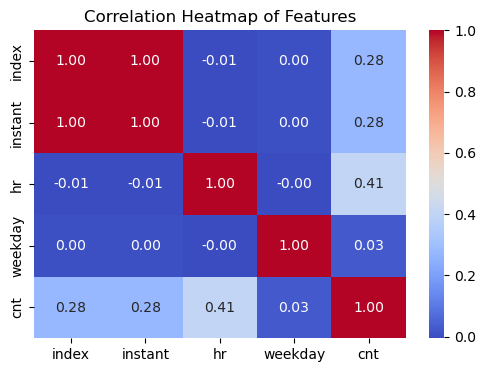 Correlation Heatmap of Features
index 1.00 1.00 -0.01 0.00 0.28
instant 1.00 1.00 -0.01 0.00 0.28
hr -0.01 -0.01 1.00 -0.00 0.41
weekday 0.00 0.00 -0.00 1.00 0.03
cnt 0.28 0.28 0.41 0.03 1.00
index instant hr weekday cnt
1.0
0.8
0.6
0.4
0.2
0.0